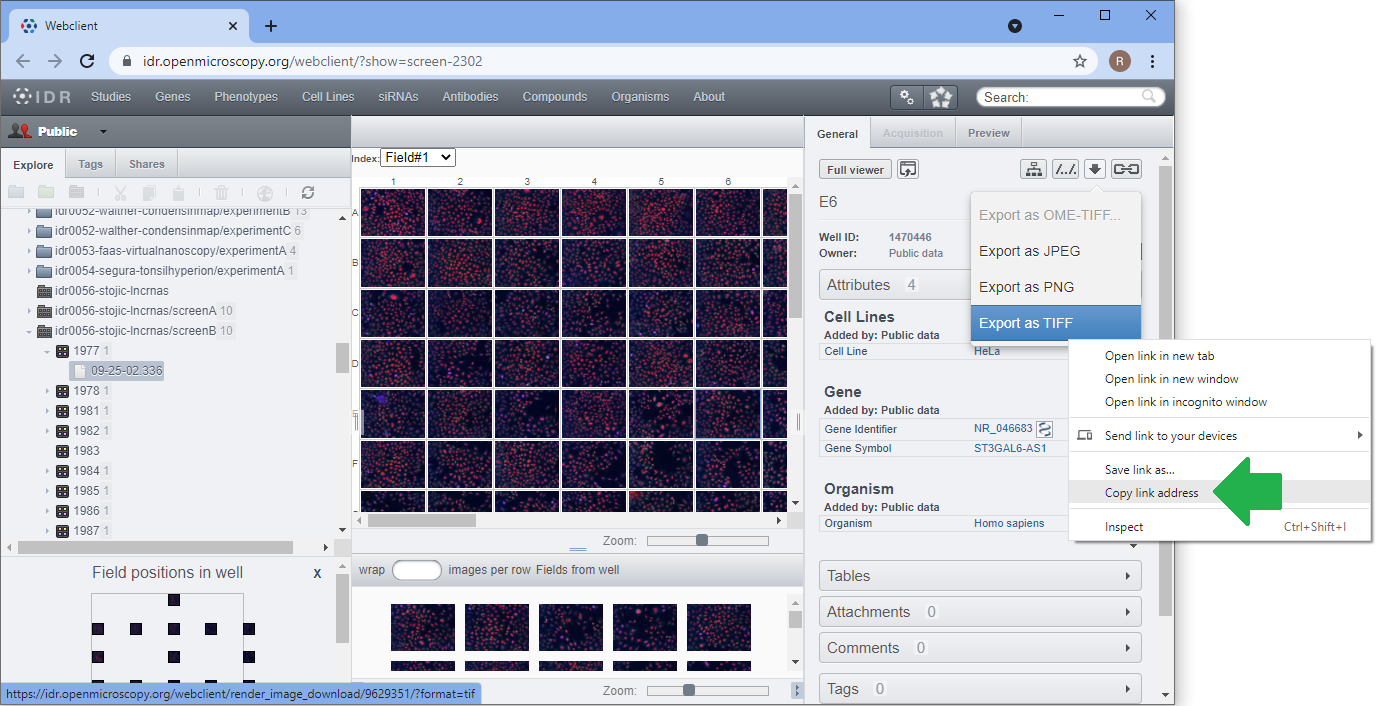 Webclient
idr.openmicroscopy.org/webclient/?show=screen-2302
R
IDR Studies Genes Phenotypes Cell Lines siRNAs Antibodies Compounds Organisms About Search:
Public
Explore Tags Shares
idr0052-walther-condensinmap/experimentB 13
idr0052-walther-condensinmap/experimentC 6
idr0053-faas-virtualnanoscopy/experimentA 4
idr0054-segura-tonsilhyperion/experimentA 1
idr0056-stojic-lncrnas
idr0056-stojic-lncrnas/screenA 10
idr0056-stojic-lncrnas/screenB 10
1977 1
09-25-02.336
1978 1
1981 1
1982 1
1983
1984 1
1985 1
1986 1
1987 1
Field positions in well X
https://idr.openmicroscopy.org/webclient/render_image_download/9629351/?format=tif
Index: Field#1
1 2 3 4 5 6
A
B
C
D
E
F
Zoom:
wrap images per row Fields from well
Zoom:
General Acquisition Preview
Full viewer
E6
Well ID: 1470446
Owner: Public data
Attributes 4
Cell Lines
Added by: Public data
Cell Line HeLa
Gene
Added by: Public data
Gene Identifier NR_046683
Gene Symbol ST3GAL6-AS1
Organism
Added by: Public data
Organism Homo sapiens
Tables
Attachments 0
Comments 0
Tags 0
Export as OME-TIFF...
Export as JPEG
Export as PNG
Export as TIFF
Open link in new tab
Open link in new window
Open link in incognito window
Send link to your devices
Save link as...
Copy link address
Inspect Ctrl+Shift+I